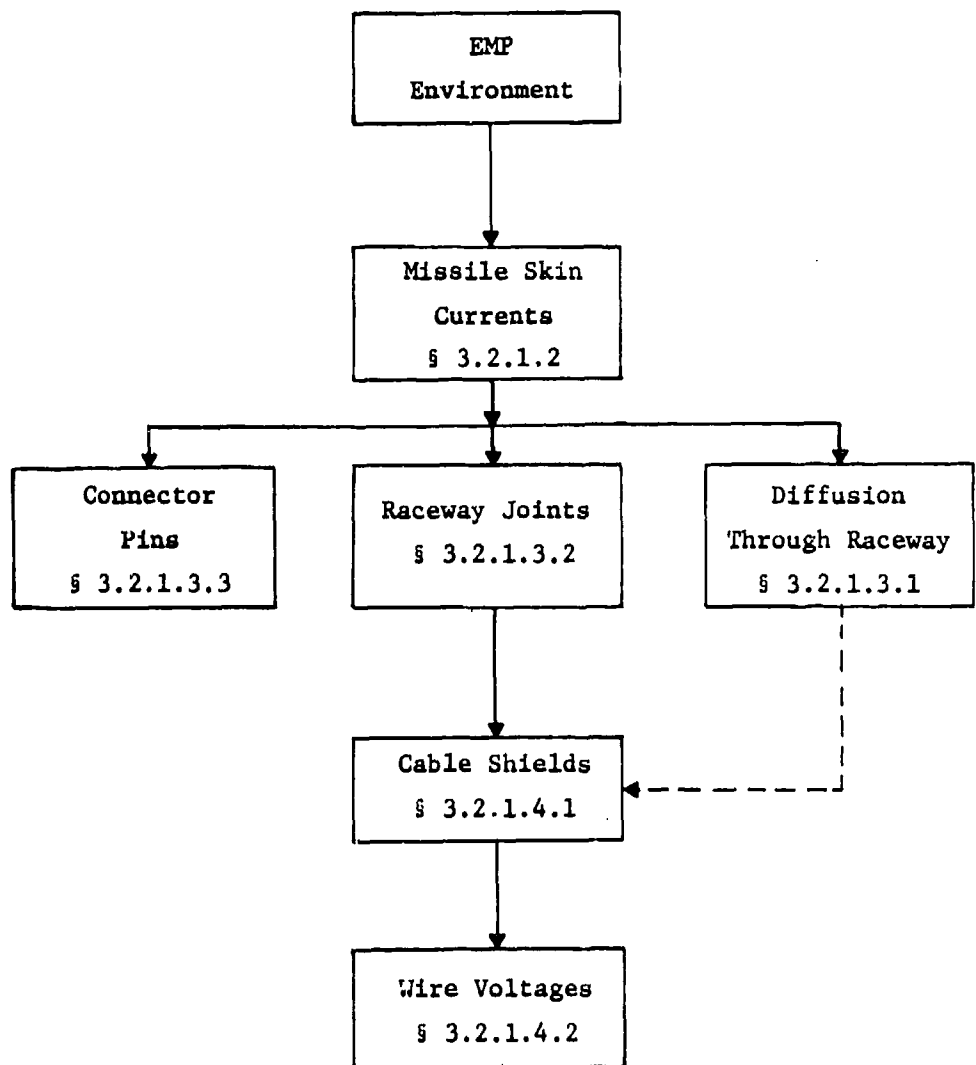 EMP
Environment
Missile Skin
Currents
§ 3.2.1.2
Connector
Pins
§ 3.2.1.3.3
Raceway Joints
§ 3.2.1.3.2
Diffusion
Through Raceway
§ 3.2.1.3.1
Cable Shields
§ 3.2.1.4.1
Wire Voltages
§ 3.2.1.4.2